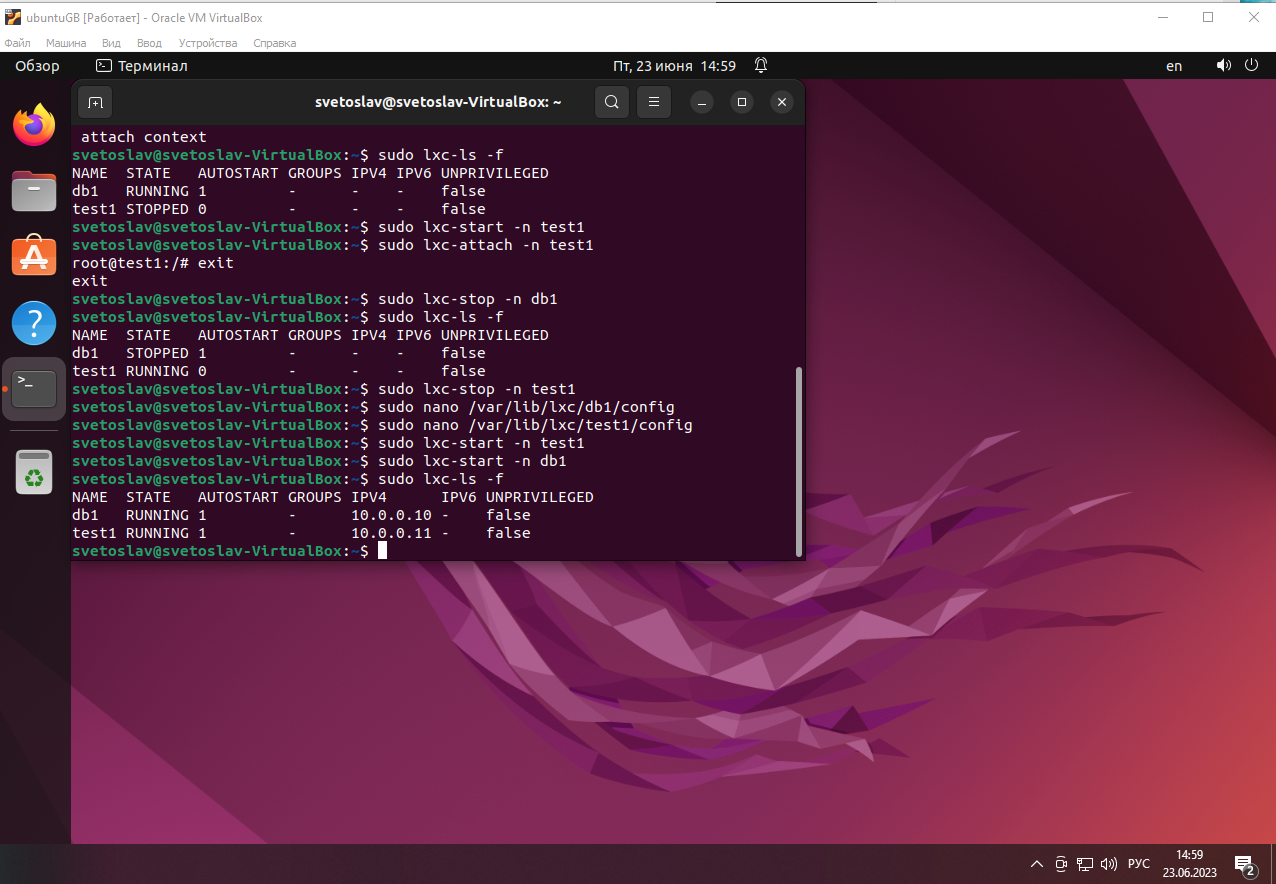 ubuntuGB [Работает] - Oracle VM VirtualBox
Файл Машина Вид Ввод Устройства Справка
Обзор Терминал Пт, 23 июня 14:59 en
svetoslav@svetoslav-VirtualBox: ~
attach context
svetoslav@svetoslav-VirtualBox:~$ sudo lxc-ls -f
NAME STATE AUTOSTART GROUPS IPV4 IPV6 UNPRIVILEGED
db1 RUNNING 1 - - - false
test1 STOPPED 0 - - - false
svetoslav@svetoslav-VirtualBox:~$ sudo lxc-start -n test1
svetoslav@svetoslav-VirtualBox:~$ sudo lxc-attach -n test1
root@test1:/# exit
exit
svetoslav@svetoslav-VirtualBox:~$ sudo lxc-stop -n db1
svetoslav@svetoslav-VirtualBox:~$ sudo lxc-ls -f
NAME STATE AUTOSTART GROUPS IPV4 IPV6 UNPRIVILEGED
db1 STOPPED 1 - - - false
test1 RUNNING 0 - - - false
svetoslav@svetoslav-VirtualBox:~$ sudo lxc-stop -n test1
svetoslav@svetoslav-VirtualBox:~$ sudo nano /var/lib/lxc/db1/config
svetoslav@svetoslav-VirtualBox:~$ sudo nano /var/lib/lxc/test1/config
svetoslav@svetoslav-VirtualBox:~$ sudo lxc-start -n test1
svetoslav@svetoslav-VirtualBox:~$ sudo lxc-start -n db1
svetoslav@svetoslav-VirtualBox:~$ sudo lxc-ls -f
NAME STATE AUTOSTART GROUPS IPV4 IPV6 UNPRIVILEGED
db1 RUNNING 1 - 10.0.0.10 - false
test1 RUNNING 1 - 10.0.0.11 - false
svetoslav@svetoslav-VirtualBox:~$
РУС 14:59
23.06.2023 2